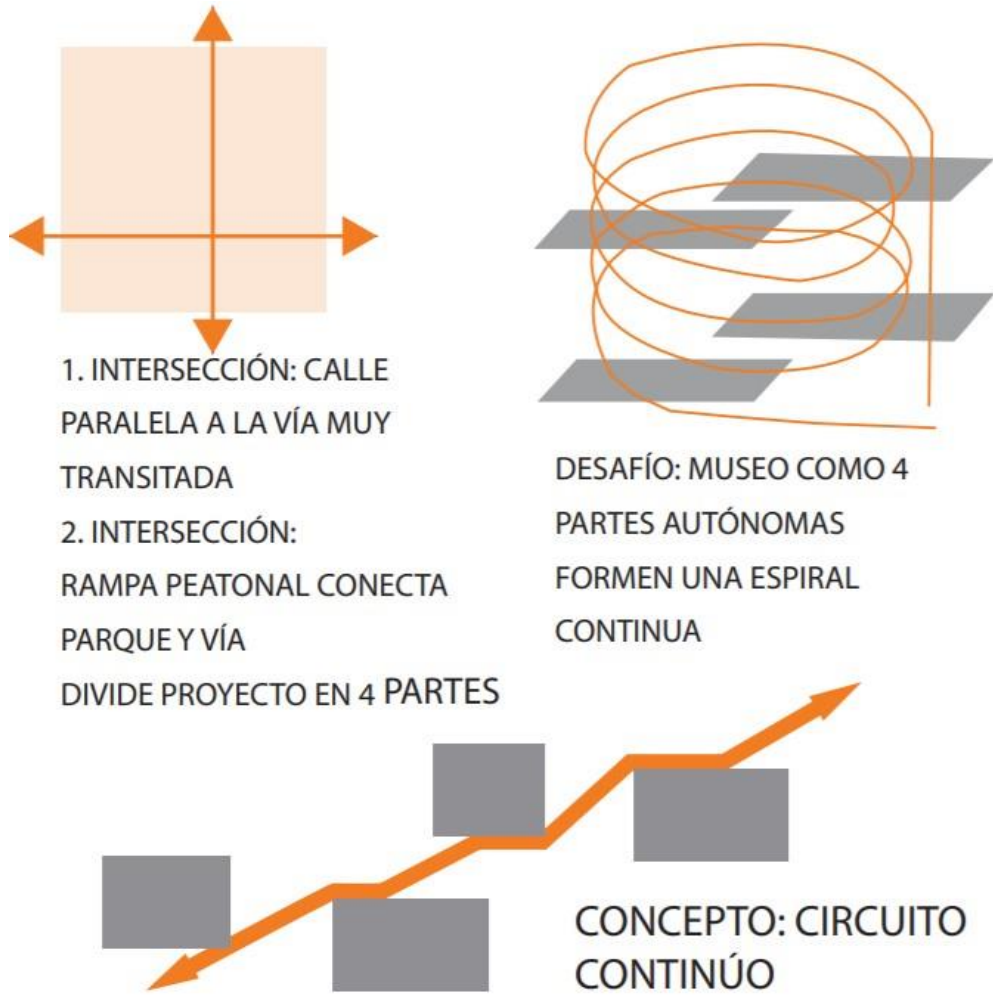 1. INTERSECCIÓN: CALLE
PARALELA A LA VÍA MUY
TRANSITADA
2. INTERSECCIÓN:
RAMPA PEATONAL CONECTA
PARQUE Y VÍA
DIVIDE PROYECTO EN 4 PARTES
DESAFÍO: MUSEO COMO 4
PARTES AUTÓNOMAS
FORMEN UNA ESPIRAL
CONTINUA
CONCEPTO: CIRCUITO
CONTINÚO